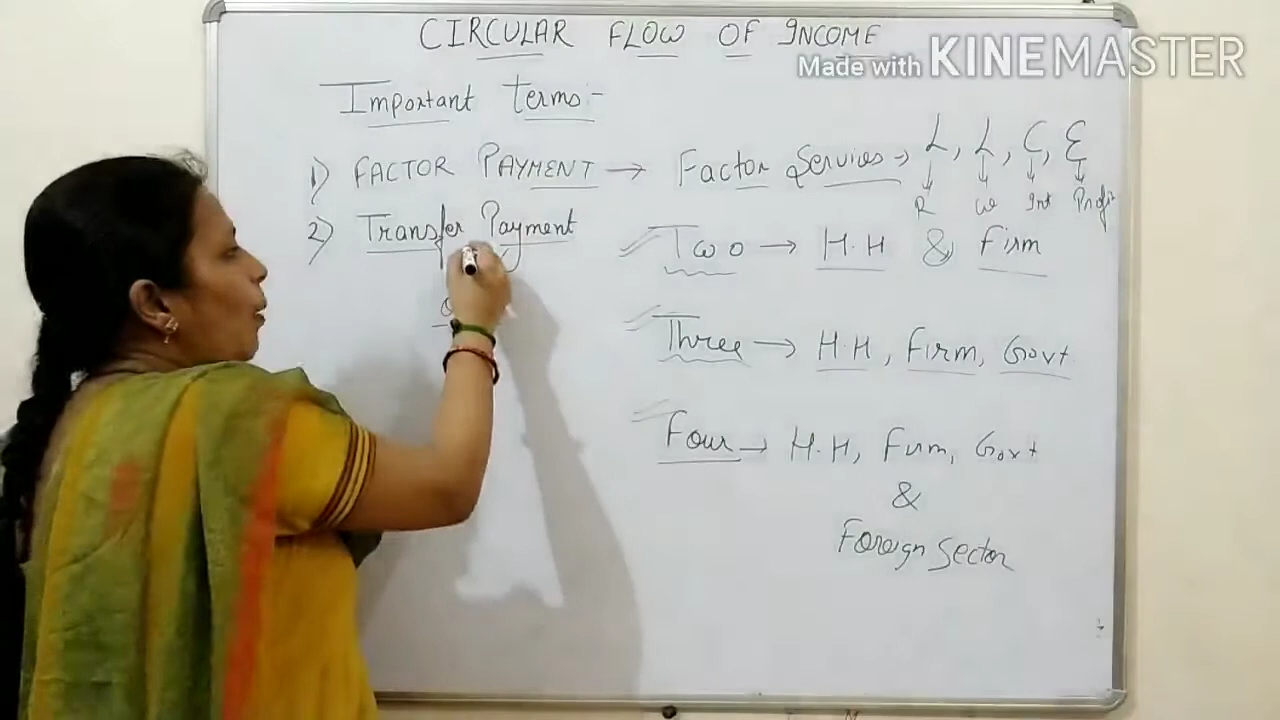 CIRCULAR FLOW OF INCOME
Made with KINEMASTER
Important terms:-
1) FACTOR PAYMENT → Factor Services → L, L, C, E
R W Int Profit
2) Transfer Payment
Two → H.H & Firm
Three → H.H, Firm, Govt.
Four → H.H, Firm, Govt
&
Foreign Sector